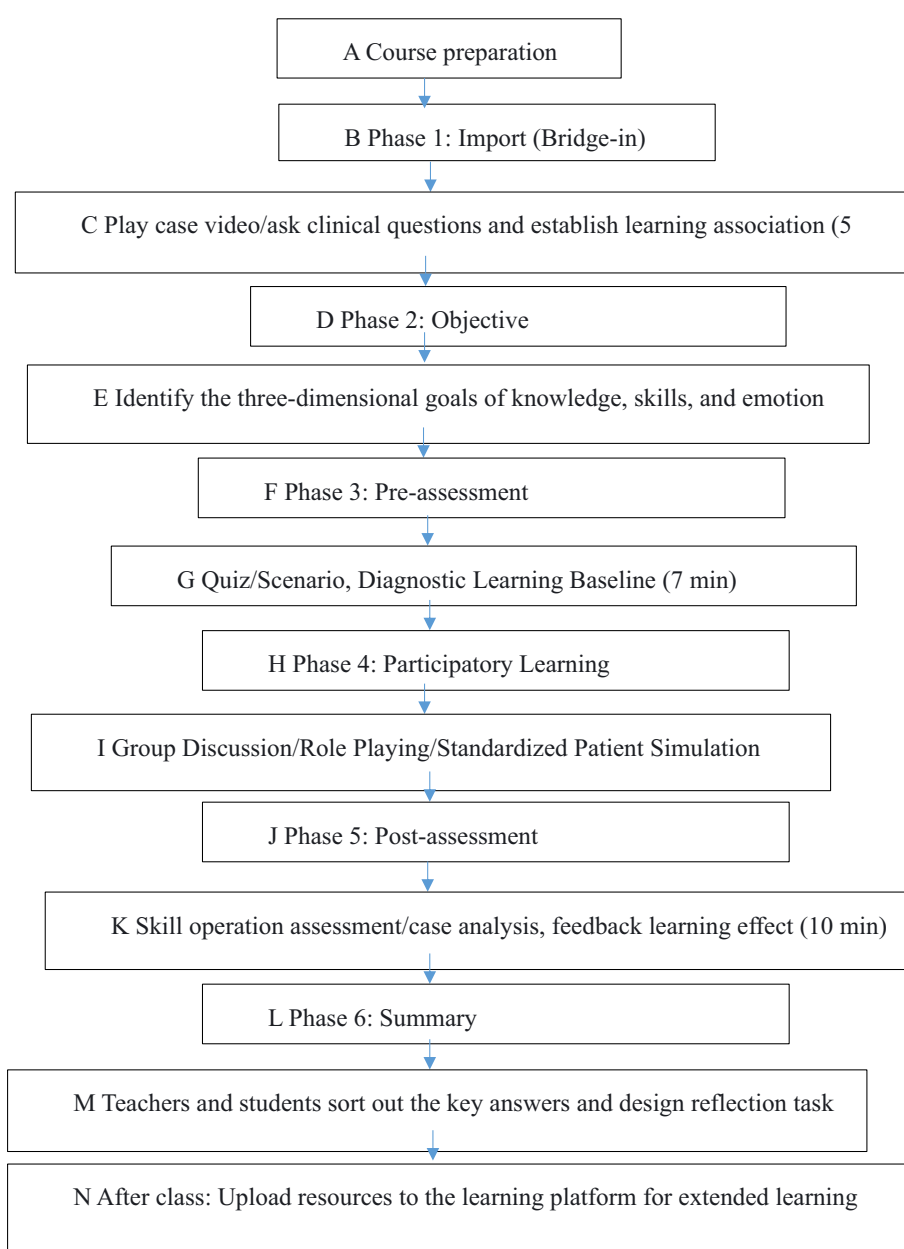 A Course preparation
B Phase 1: Import (Bridge-in)
C Play case video/ask clinical questions and establish learning association (5
D Phase 2: Objective
E Identify the three-dimensional goals of knowledge, skills, and emotion
F Phase 3: Pre-assessment
G Quiz/Scenario, Diagnostic Learning Baseline (7 min)
H Phase 4: Participatory Learning
I Group Discussion/Role Playing/Standardized Patient Simulation
J Phase 5: Post-assessment
K Skill operation assessment/case analysis, feedback learning effect (10 min)
L Phase 6: Summary
M Teachers and students sort out the key answers and design reflection task
N After class: Upload resources to the learning platform for extended learning